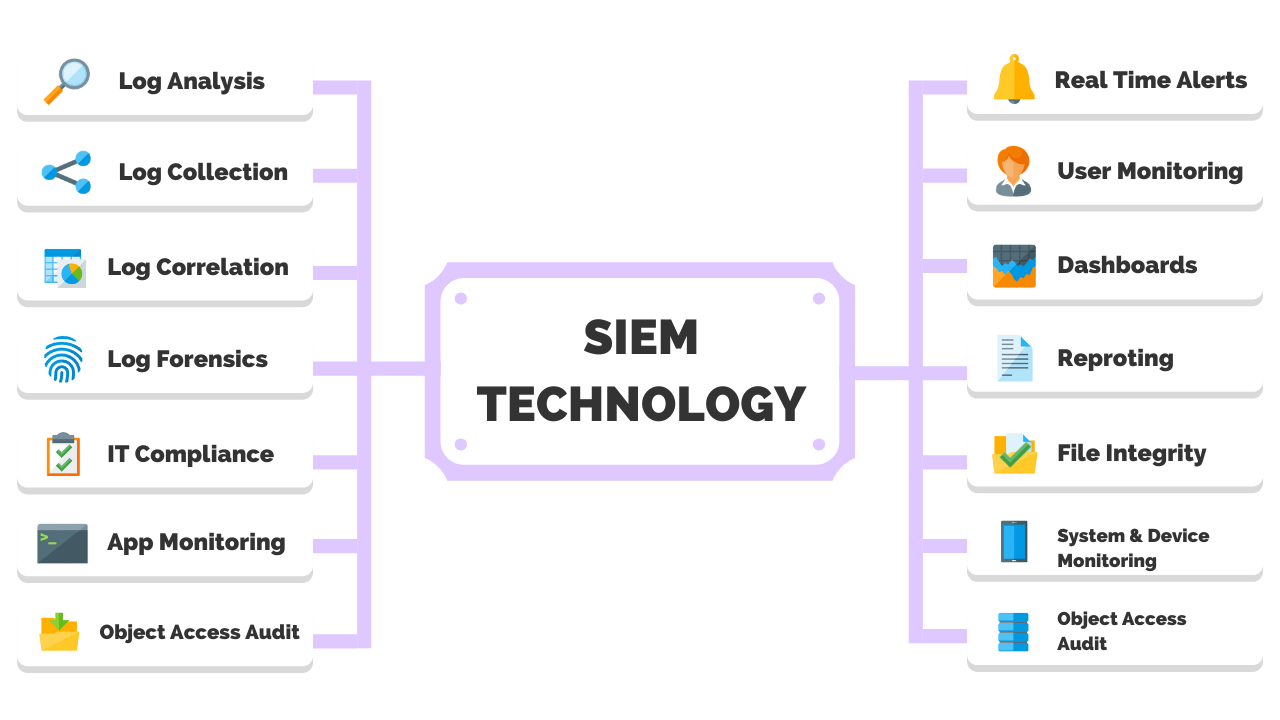 Log Analysis
Log Collection
Log Correlation
Log Forensics
IT Compliance
App Monitoring
Object Access Audit
SIEM
TECHNOLOGY
Real Time Alerts
User Monitoring
Dashboards
Reproting
File Integrity
System & Device
Monitoring
Object Access
Audit